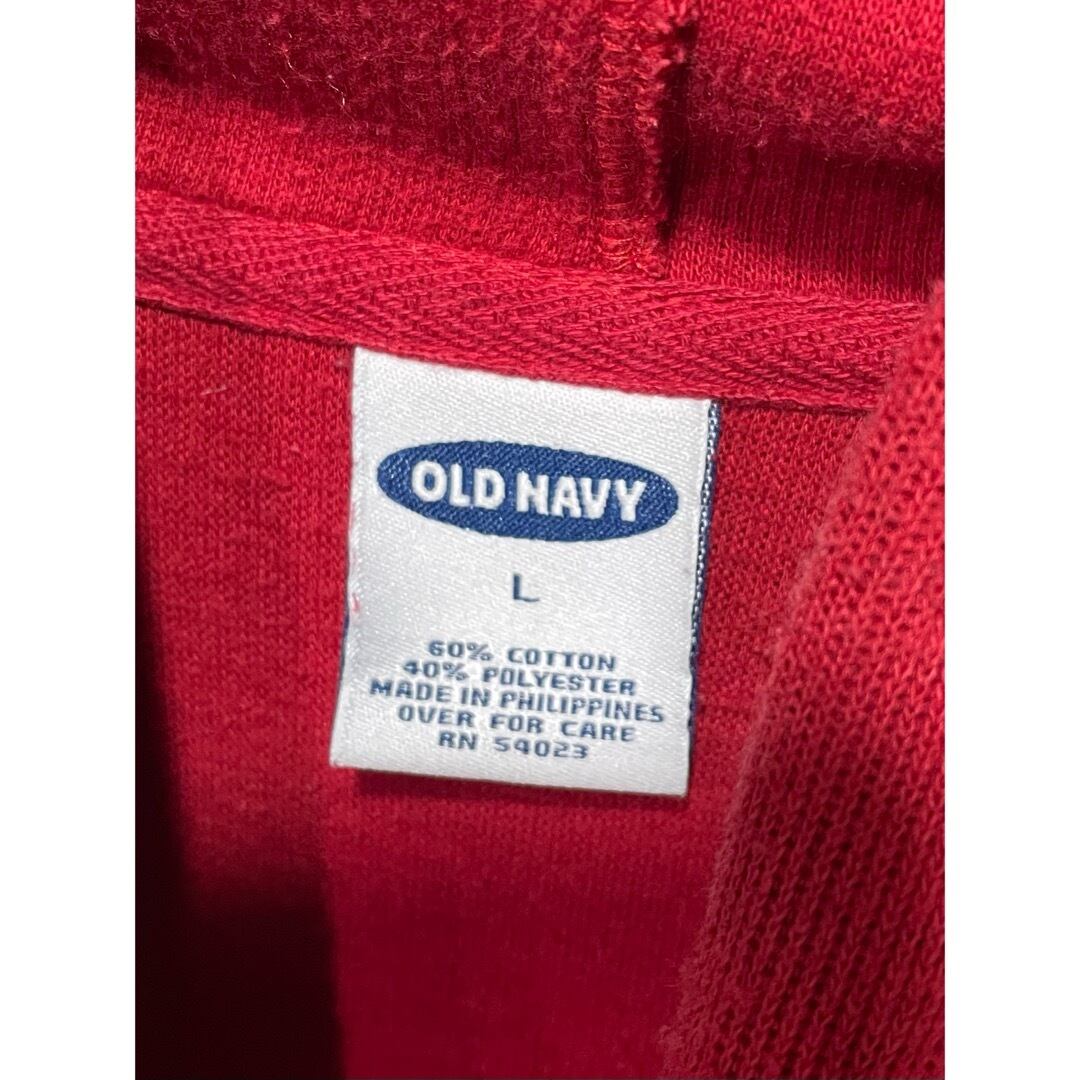 OLD NAVY
L
60% COTTON
40% POLYESTER
MADE IN PHILIPPINES
OVER FOR CARE
RN 54023